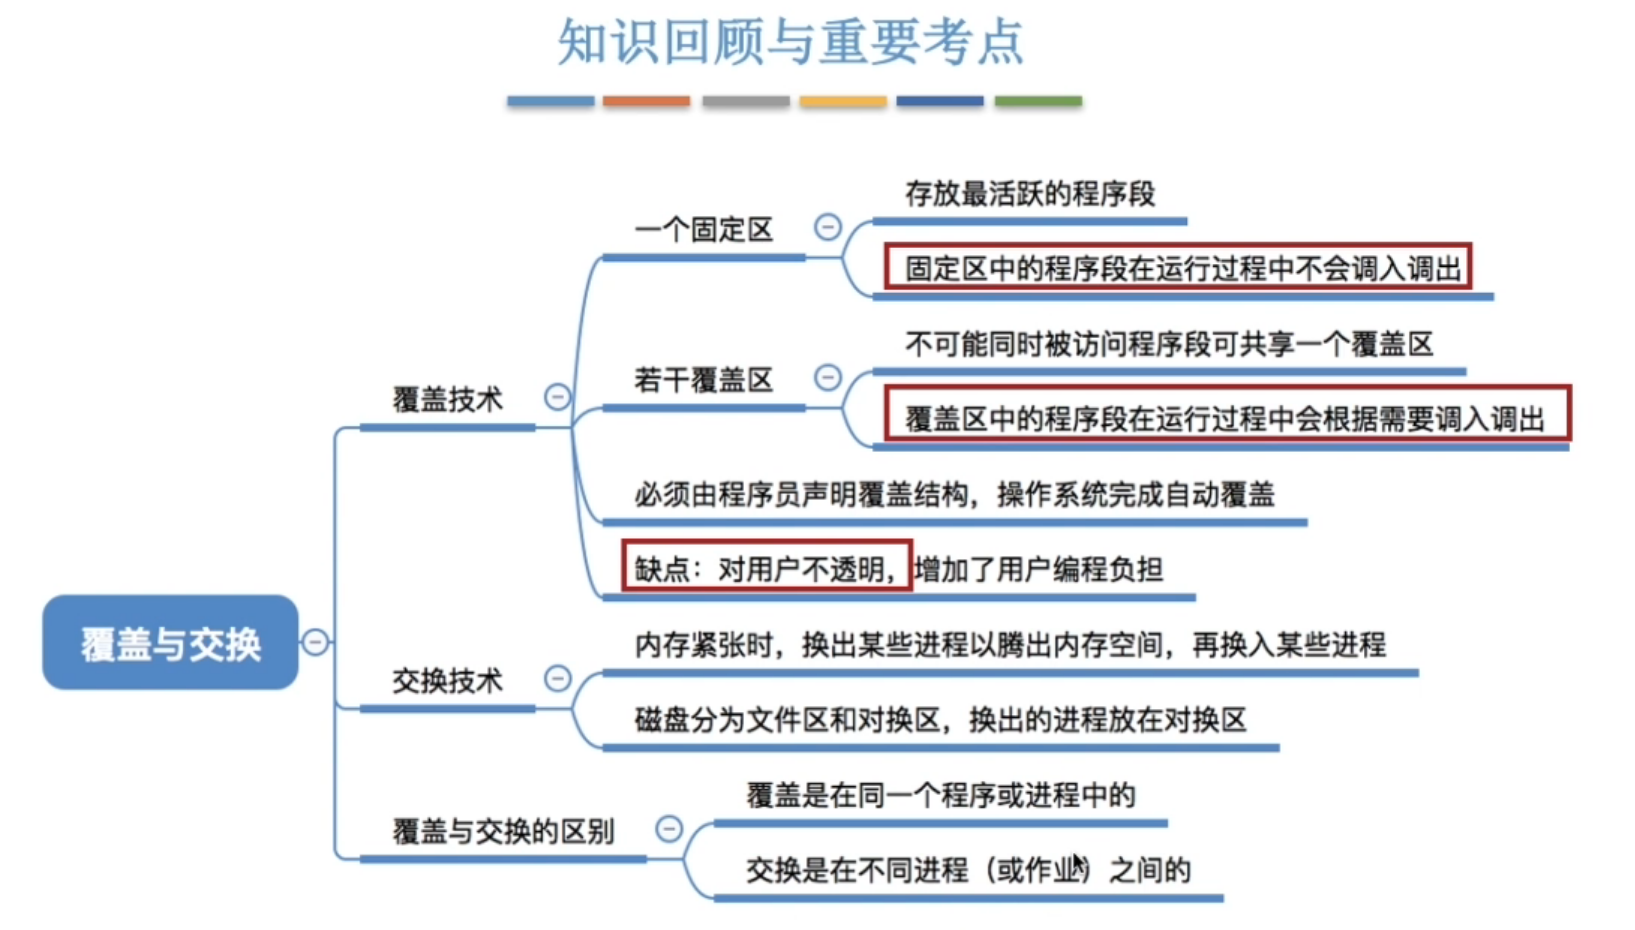 知识回顾与重要考点
存放最活跃的程序段
一个固定区
固定区中的程序段在运行过程中不会调入调出
不可能同时被访问程序段可共享一个覆盖区
若干覆盖区
覆盖技术
覆盖区中的程序段在运行过程中会根据需要调入调出
必须由程序员声明覆盖结构，操作系统完成自动覆盖
缺点：对用户不透明，增加了用户编程负担
覆盖与交换
内存紧张时，换出某些进程以腾出内存空间，再换入某些进程
交换技术
磁盘分为文件区和对换区，换出的进程放在对换区
覆盖是在同一个程序或进程中的
覆盖与交换的区别
交换是在不同进程（或作业）之间的